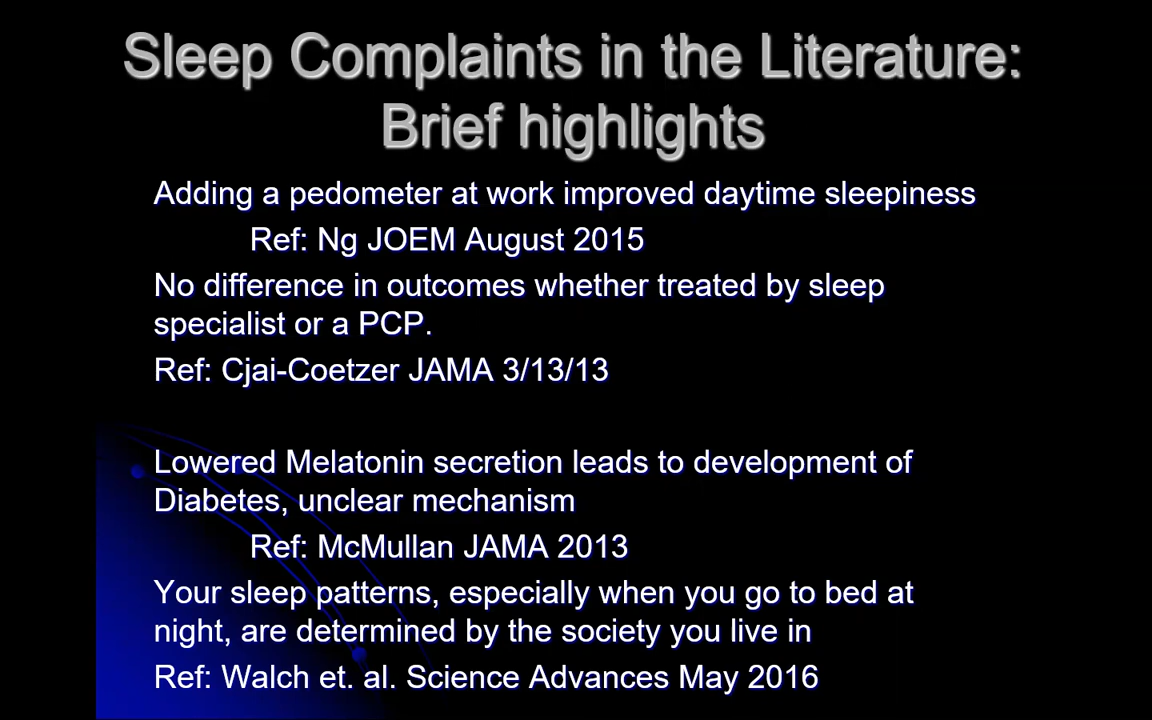 Sleep Complaints in the Literature:
Brief highlights
Adding a pedometer at work improved daytime sleepiness
Ref: Ng JOEM August 2015
No difference in outcomes whether treated by sleep
specialist or a PCP.
Ref: Cjai-Coetzer JAMA 3/13/13
Lowered Melatonin secretion leads to development of
Diabetes, unclear mechanism
Ref: McMullan JAMA 2013
Your sleep patterns, especially when you go to bed at
night, are determined by the society you live in
Ref: Walch et. al. Science Advances May 2016